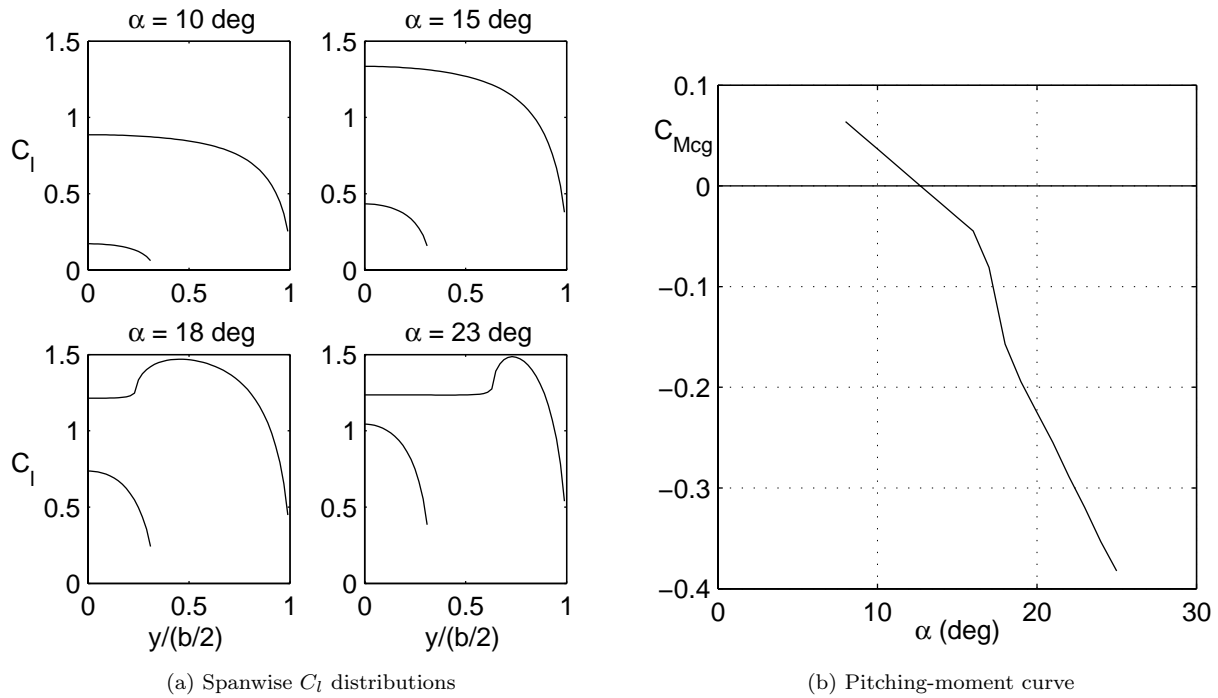 α = 10 deg
α = 15 deg
1.5
1
C_l
0.5
0
0 0.5 1
1.5
1
0.5
0
0 0.5 1
α = 18 deg
α = 23 deg
1.5
1
C_l
0.5
0
0 0.5 1
y/(b/2)
1.5
1
0.5
0
0 0.5 1
y/(b/2)
(a) Spanwise C_l distributions
0.1
C_Mcg
0
−0.1
−0.2
−0.3
−0.4
0 10 20 30
α (deg)
(b) Pitching-moment curve